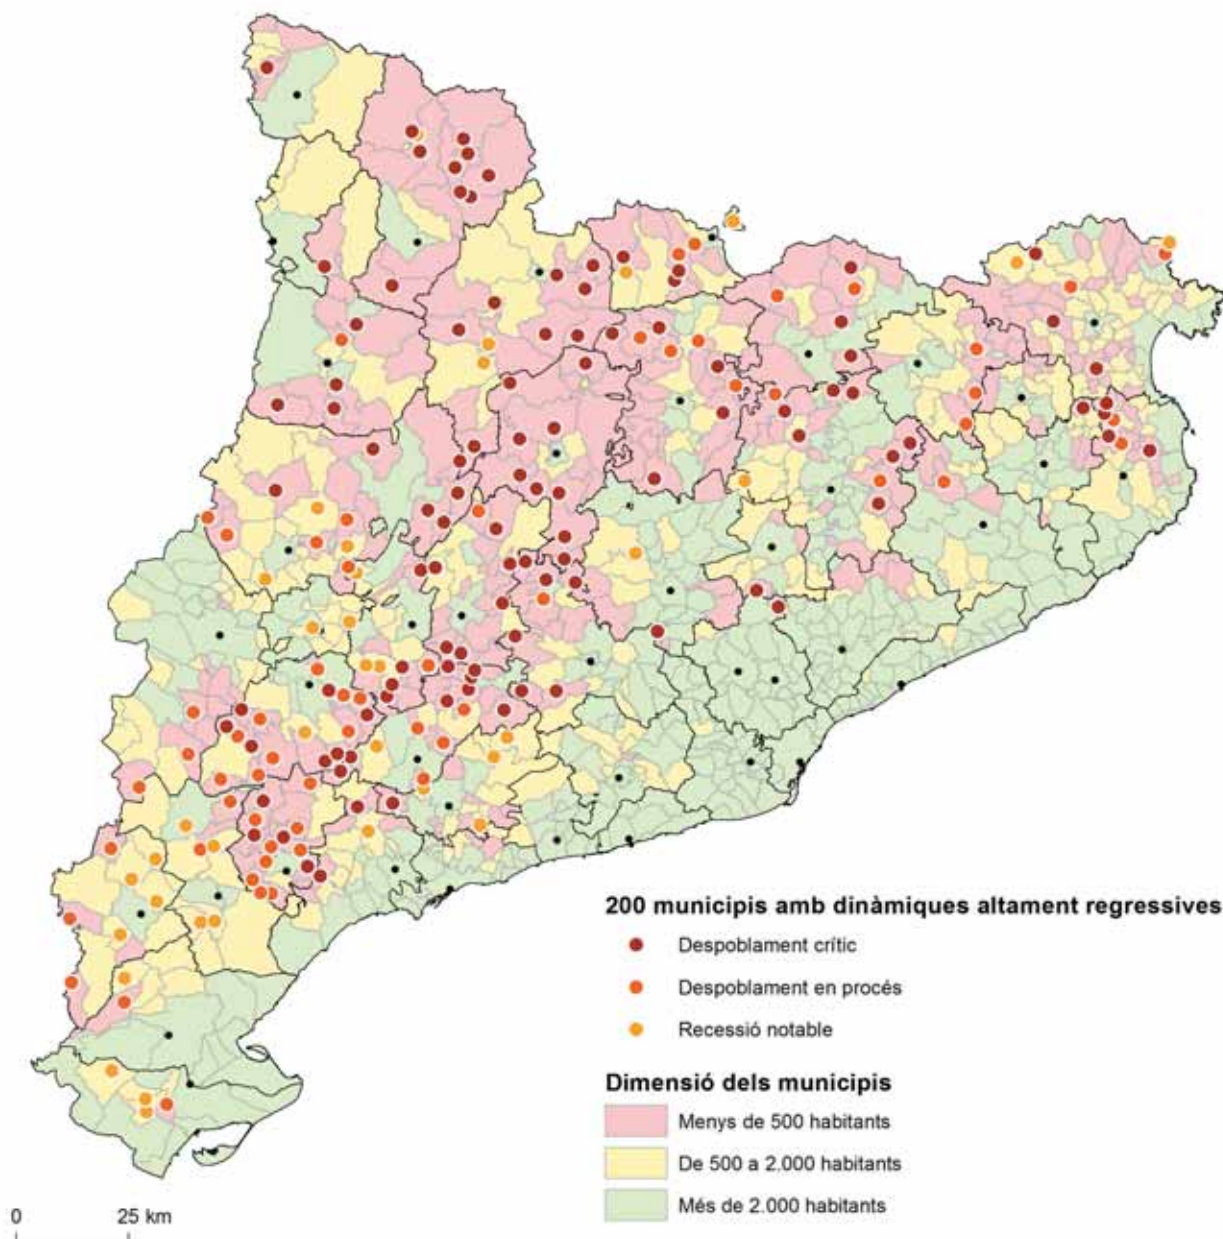 200 municipis amb dinàmiques altament regressives
Despoblament crític
Despoblament en procés
Recessió notable
Dimensió dels municipis
Menys de 500 habitants
De 500 a 2.000 habitants
Més de 2.000 habitants
0 25 km